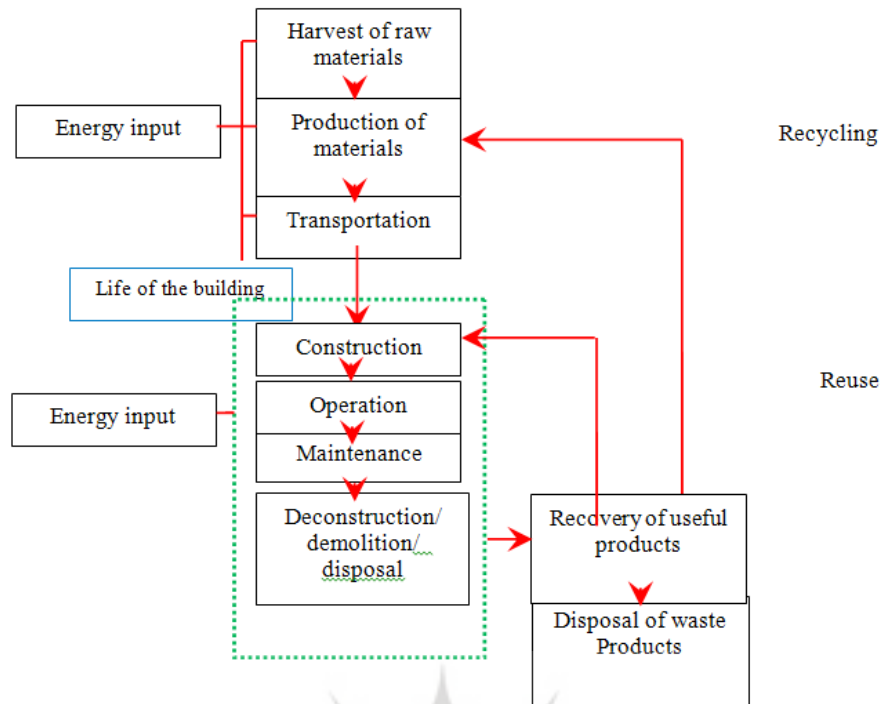 Harvest of raw
materials
Energy input
Production of
materials
Recycling
Transportation
Life of the building
Construction
Reuse
Energy input
Operation
Maintenance
Deconstruction/
demolition/
disposal
Recovery of useful
products
Disposal of waste
Products